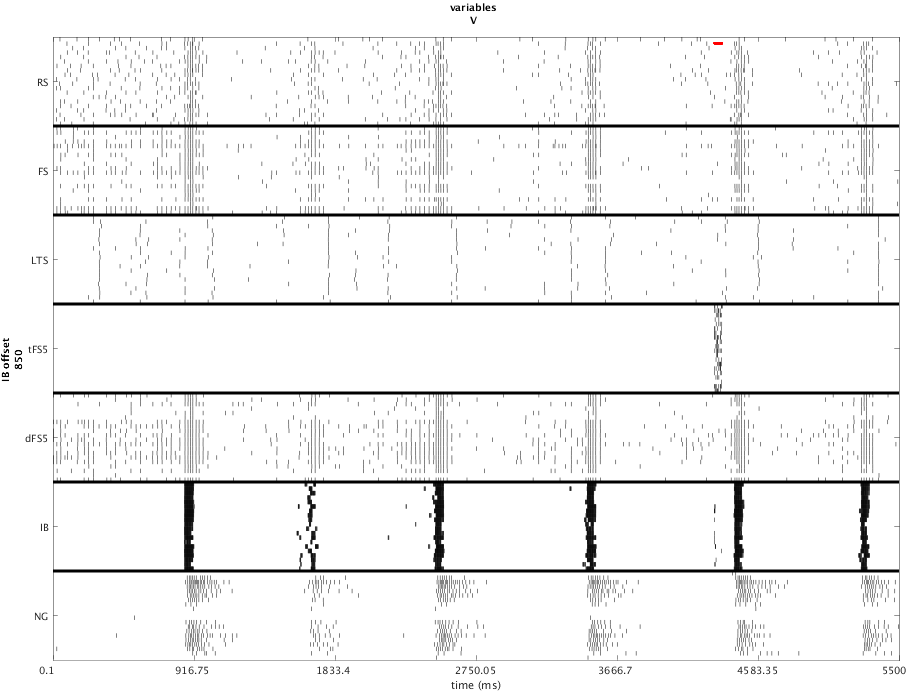 variables
V
RS
FS
LTS
tFS5
dFS5
IB
NG
IB offset
850
0.1 916.75 1833.4 2750.05 3666.7 4583.35 5500
time (ms)